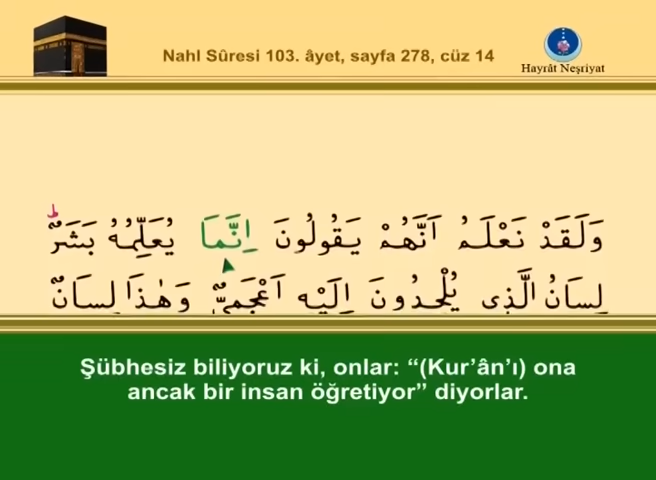 Nahl Sûresi 103. âyet, sayfa 278, cüz 14
Hayrât Neşriyat
وَلَقَدْ نَعْلَمُ اَنَّهُمْ يَقُولُونَ اِنَّمَا يُعَلِّمُهُ بَشَرٌ ط
لِسَانُ الَّذِى يُلْحِدُونَ اِلَيْهِ اَعْجَمِىٌّ وَهٰذَا لِسَانٌ
Şübhesiz biliyoruz ki, onlar: “(Kur’ân’ı) ona
ancak bir insan öğretiyor” diyorlar.